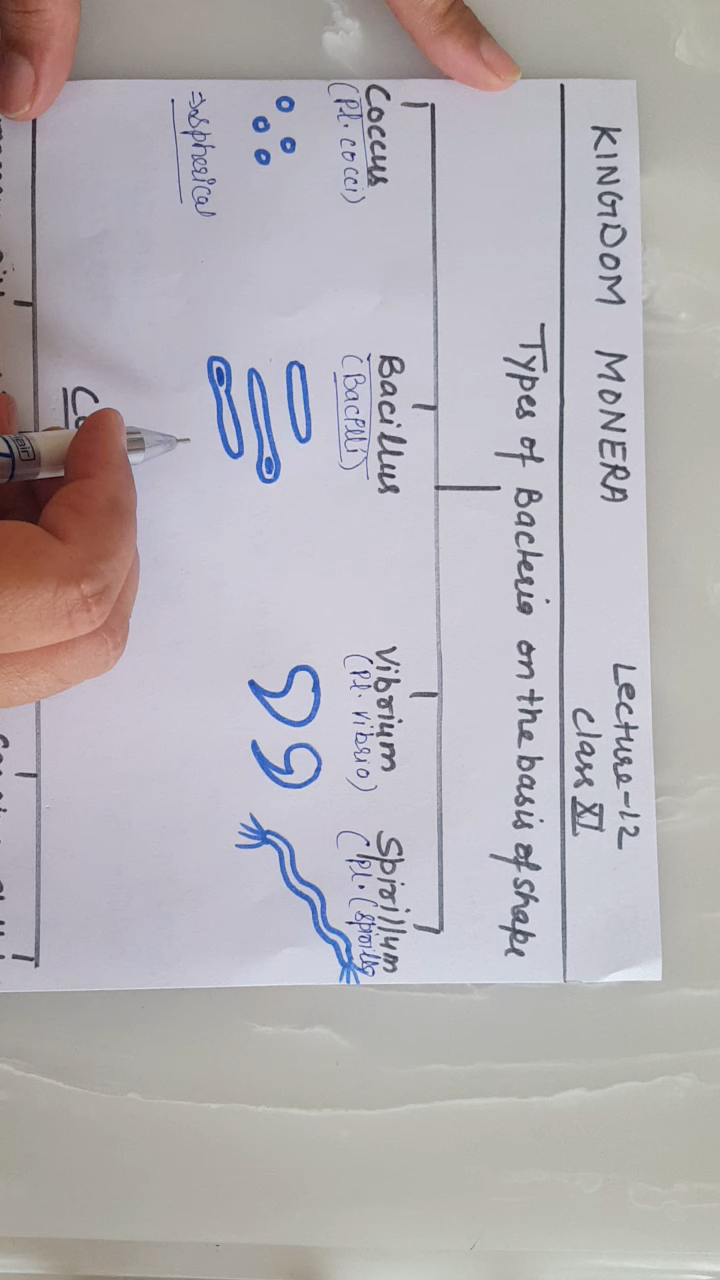 KINGDOM MONERA
Lecture-12
Class XI
Types of Bacteria on the basis of shape
Coccus
(Pl. cocci)
⇒ Spherical
Bacillus
(Bacilli)
Vibrium
(Pl. vibrio)
Spirillum
(Pl. (spirilla